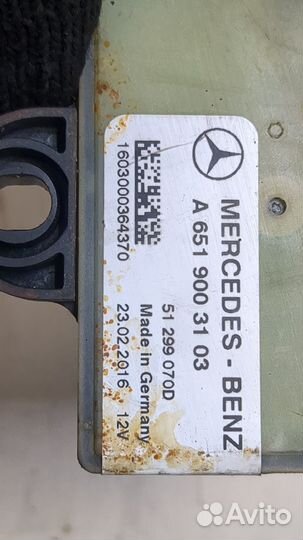 MERCEDES - BENZ
A 651 900 31 03
51 299 070D
Made in Germany
23.02.2016 12V
1603000364370
Avito